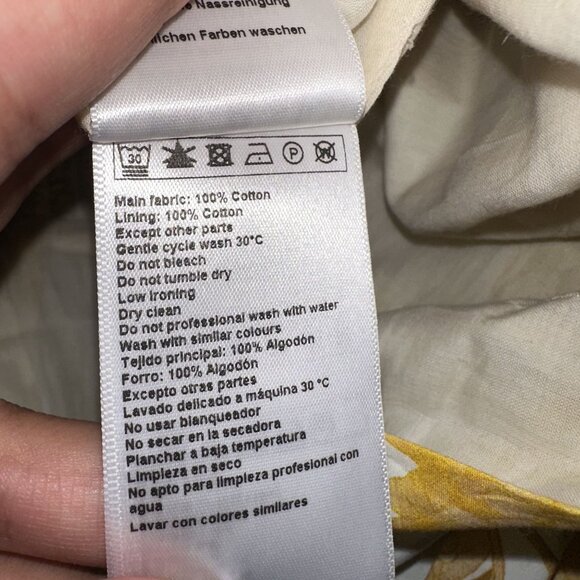 Nassreinigung
lichen Farben waschen
30 P W
Main fabric: 100% Cotton
Lining: 100% Cotton
Except other parts
Gentle cycle wash 30°C
Do not bleach
Do not tumble dry
Low ironing
Dry clean
Do not professional wash with water
Wash with similar colours
Tejido principal: 100% Algodón
Forro: 100% Algodón
Excepto otras partes
Lavado delicado a máquina 30 °C
No usar blanqueador
No secar en la secadora
Planchar a baja temperatura
Limpieza en seco
No apto para limpieza profesional con
agua
Lavar con colores similares